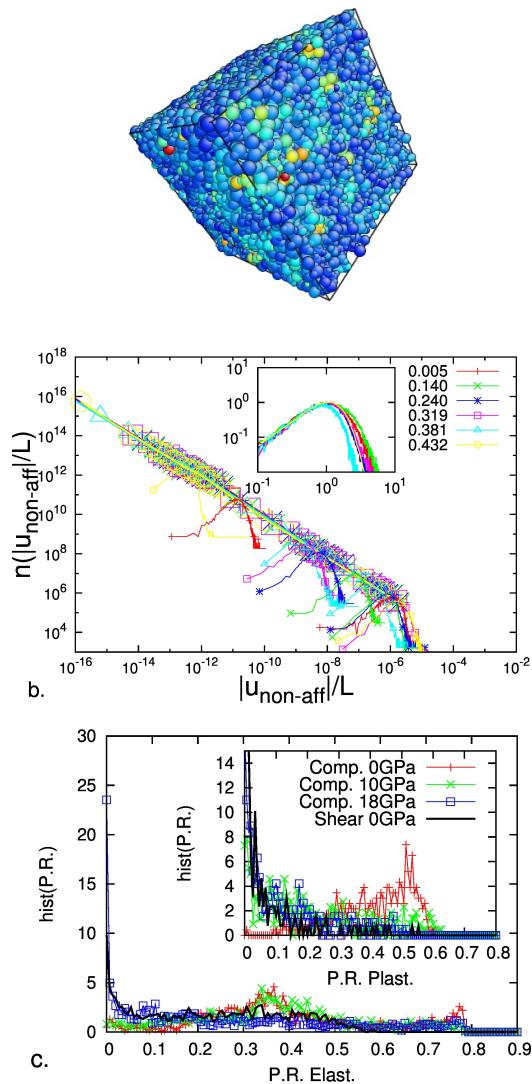 10^18
10^16
10^14
10^12
10^10
10^8
10^6
10^4
n(|u_non-aff|/L)
10^1
10^0
10^-1
10^-1 10^0 10^1
0.005
0.140
0.240
0.319
0.381
0.432
10^-16 10^-14 10^-12 10^-10 10^-8 10^-6 10^-4 10^-2
|u_non-aff|/L
b.
30
25
20
15
10
5
0
hist(P.R.)
14
12
10
8
6
4
2
0
hist(P.R.)
Comp. 0GPa
Comp. 10GPa
Comp. 18GPa
Shear 0GPa
0 0.1 0.2 0.3 0.4 0.5 0.6 0.7 0.8
P.R. Plast.
0 0.1 0.2 0.3 0.4 0.5 0.6 0.7 0.8 0.9
P.R. Elast.
c.